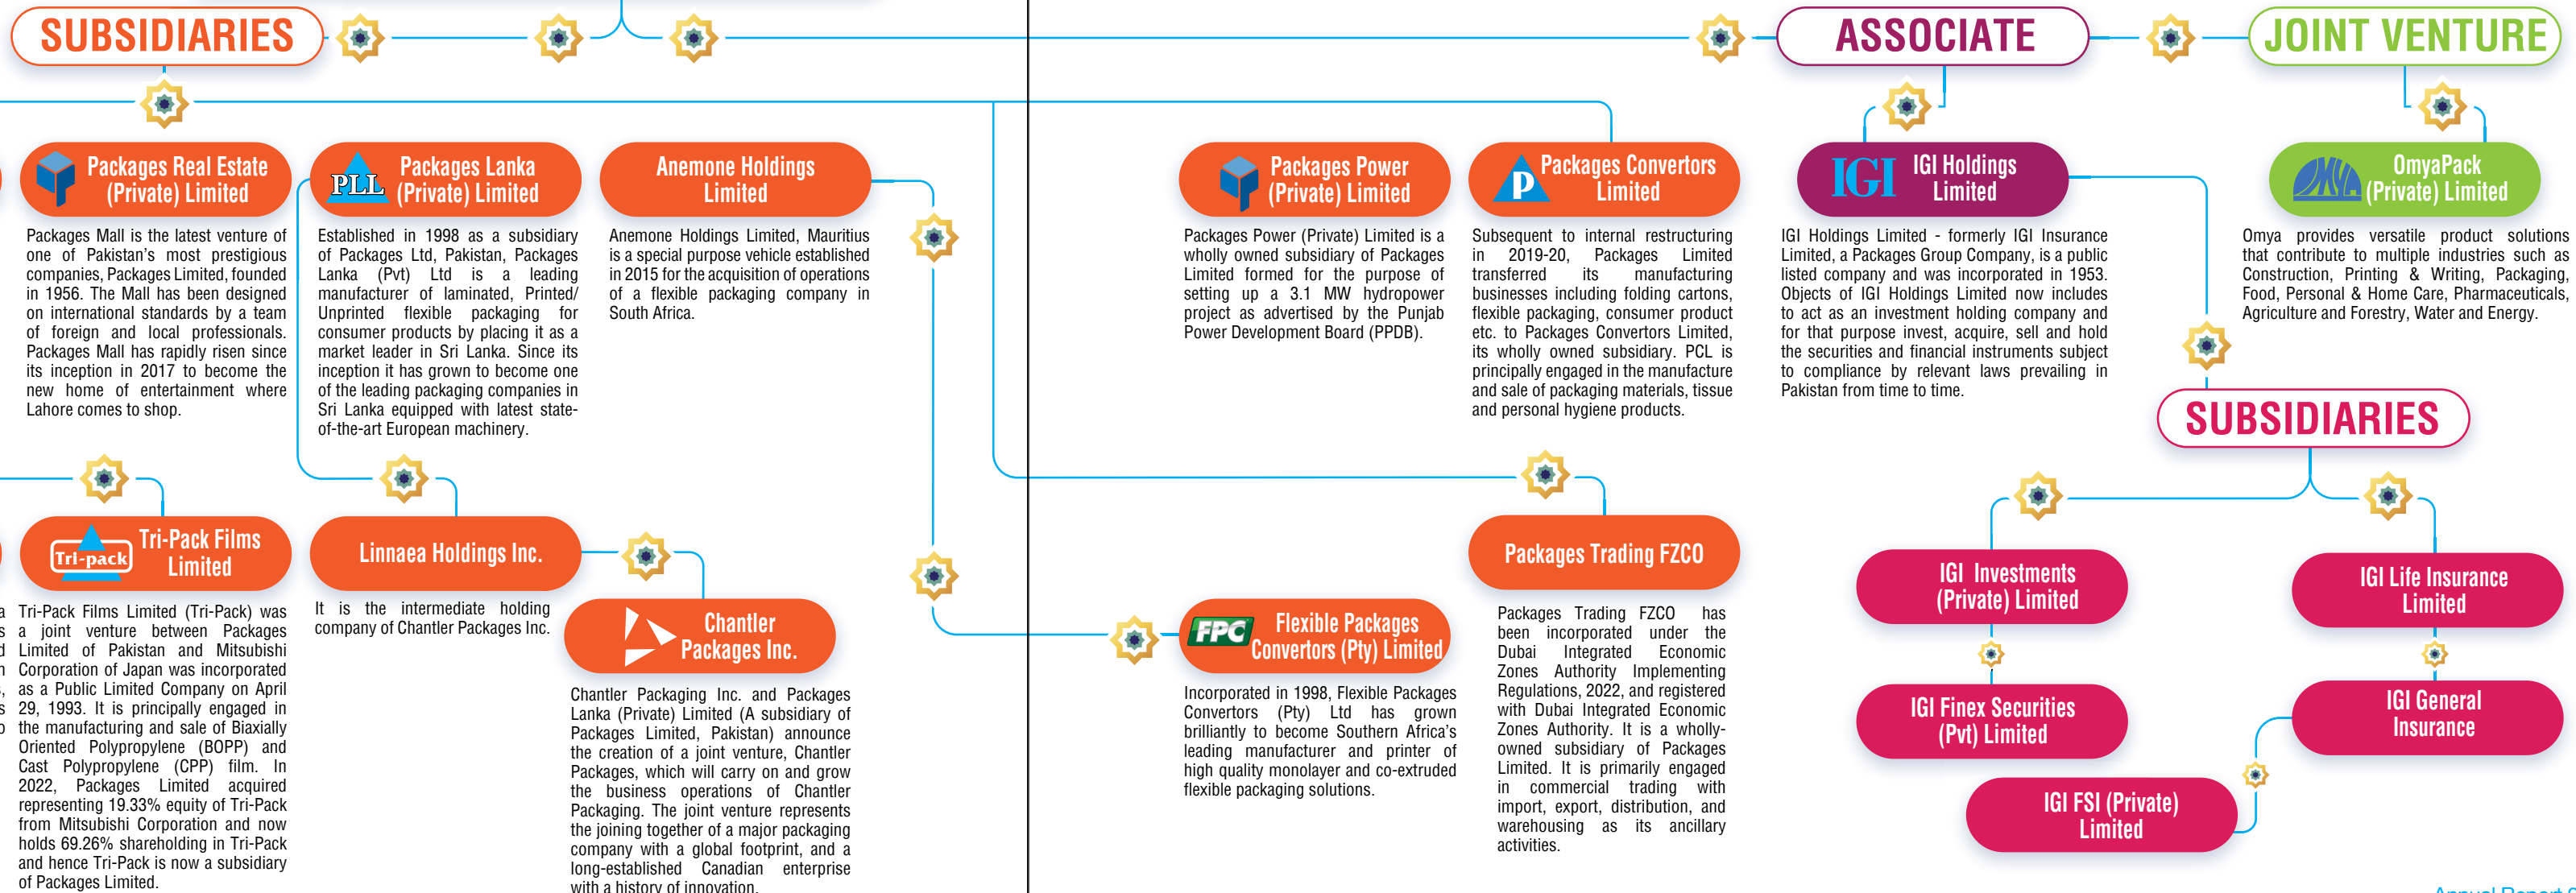 SUBSIDIARIES
ASSOCIATE
JOINT VENTURE
Packages Real Estate
(Private) Limited
Packages Mall is the latest venture of
one of Pakistan's most prestigious
companies, Packages Limited, founded
in 1956. The Mall has been designed
on international standards by a team
of foreign and local professionals.
Packages Mall has rapidly risen since
its inception in 2017 to become the
new home of entertainment where
Lahore comes to shop.
PLL
Packages Lanka
(Private) Limited
Established in 1998 as a subsidiary
of Packages Ltd, Pakistan, Packages
Lanka (Pvt) Ltd is a leading
manufacturer of laminated, Printed/
Unprinted flexible packaging for
consumer products by placing it as a
market leader in Sri Lanka. Since its
inception it has grown to become one
of the leading packaging companies in
Sri Lanka equipped with latest state-
of-the-art European machinery.
Anemone Holdings
Limited
Anemone Holdings Limited, Mauritius
is a special purpose vehicle established
in 2015 for the acquisition of operations
of a flexible packaging company in
South Africa.
Packages Power
(Private) Limited
Packages Power (Private) Limited is a
wholly owned subsidiary of Packages
Limited formed for the purpose of
setting up a 3.1 MW hydropower
project as advertised by the Punjab
Power Development Board (PPDB).
P
Packages Convertors
Limited
Subsequent to internal restructuring
in 2019-20, Packages Limited
transferred its manufacturing
businesses including folding cartons,
flexible packaging, consumer product
etc. to Packages Convertors Limited,
its wholly owned subsidiary. PCL is
principally engaged in the manufacture
and sale of packaging materials, tissue
and personal hygiene products.
IGI
IGI Holdings
Limited
IGI Holdings Limited - formerly IGI Insurance
Limited, a Packages Group Company, is a public
listed company and was incorporated in 1953.
Objects of IGI Holdings Limited now includes
to act as an investment holding company and
for that purpose invest, acquire, sell and hold
the securities and financial instruments subject
to compliance by relevant laws prevailing in
Pakistan from time to time.
OMYA
OmyaPack
(Private) Limited
Omya provides versatile product solutions
that contribute to multiple industries such as
Construction, Printing & Writing, Packaging,
Food, Personal & Home Care, Pharmaceuticals,
Agriculture and Forestry, Water and Energy.
SUBSIDIARIES
Tri-pack
Tri-Pack Films
Limited
Tri-Pack Films Limited (Tri-Pack) was
a joint venture between Packages
Limited of Pakistan and Mitsubishi
Corporation of Japan was incorporated
as a Public Limited Company on April
29, 1993. It is principally engaged in
the manufacturing and sale of Biaxially
Oriented Polypropylene (BOPP) and
Cast Polypropylene (CPP) film. In
2022, Packages Limited acquired
representing 19.33% equity of Tri-Pack
from Mitsubishi Corporation and now
holds 69.26% shareholding in Tri-Pack
and hence Tri-Pack is now a subsidiary
of Packages Limited.
Linnaea Holdings Inc.
It is the intermediate holding
company of Chantler Packages Inc.
Chantler
Packages Inc.
Chantler Packaging Inc. and Packages
Lanka (Private) Limited (A subsidiary of
Packages Limited, Pakistan) announce
the creation of a joint venture, Chantler
Packages, which will carry on and grow
the business operations of Chantler
Packaging. The joint venture represents
the joining together of a major packaging
company with a global footprint, and a
long-established Canadian enterprise
with a history of innovation.
FPC
Flexible Packages
Convertors (Pty) Limited
Incorporated in 1998, Flexible Packages
Convertors (Pty) Ltd has grown
brilliantly to become Southern Africa's
leading manufacturer and printer of
high quality monolayer and co-extruded
flexible packaging solutions.
Packages Trading FZCO
Packages Trading FZCO has
been incorporated under the
Dubai Integrated Economic
Zones Authority Implementing
Regulations, 2022, and registered
with Dubai Integrated Economic
Zones Authority. It is a wholly-
owned subsidiary of Packages
Limited. It is primarily engaged
in commercial trading with
import, export, distribution, and
warehousing as its ancillary
activities.
IGI Investments
(Private) Limited
IGI Life Insurance
Limited
IGI Finex Securities
(Pvt) Limited
IGI General
Insurance
IGI FSI (Private)
Limited
Annual Report